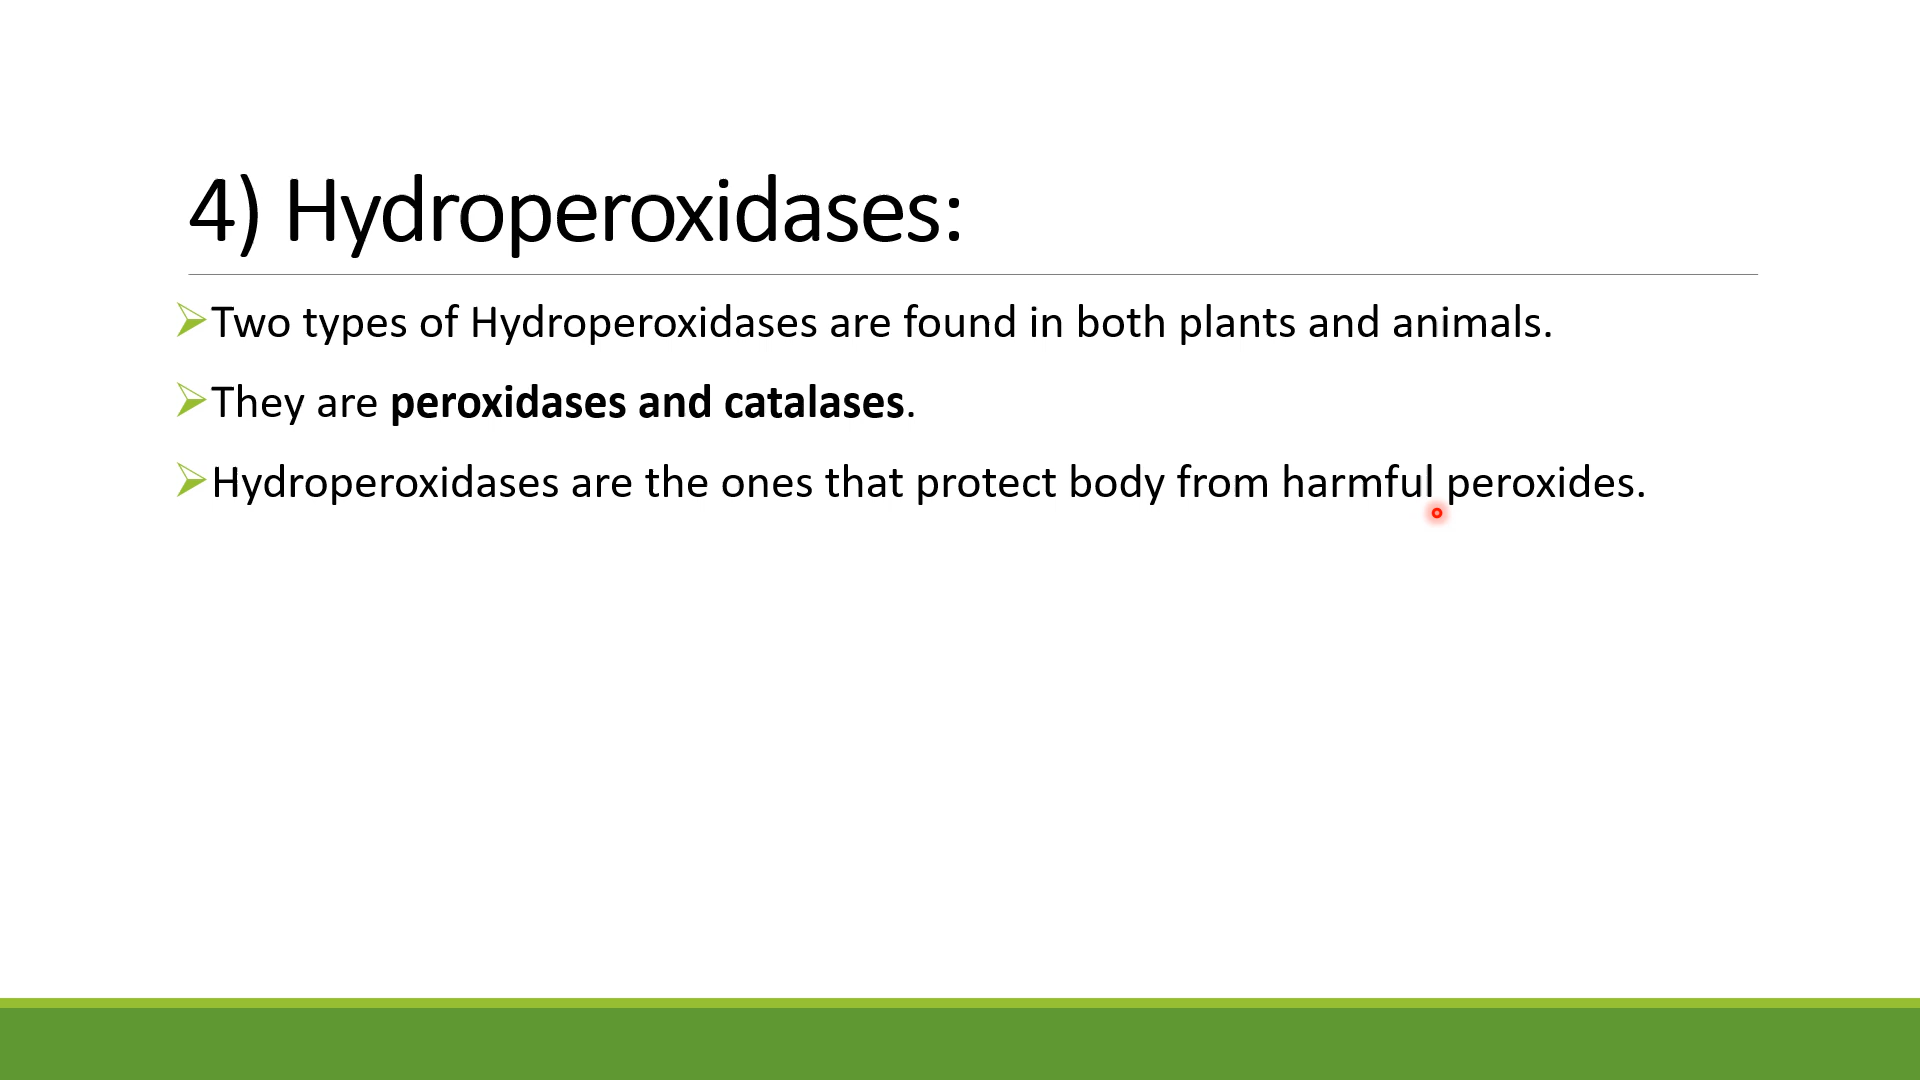 4) Hydroperoxidases:
Two types of Hydroperoxidases are found in both plants and animals.
They are peroxidases and catalases.
Hydroperoxidases are the ones that protect body from harmful peroxides.